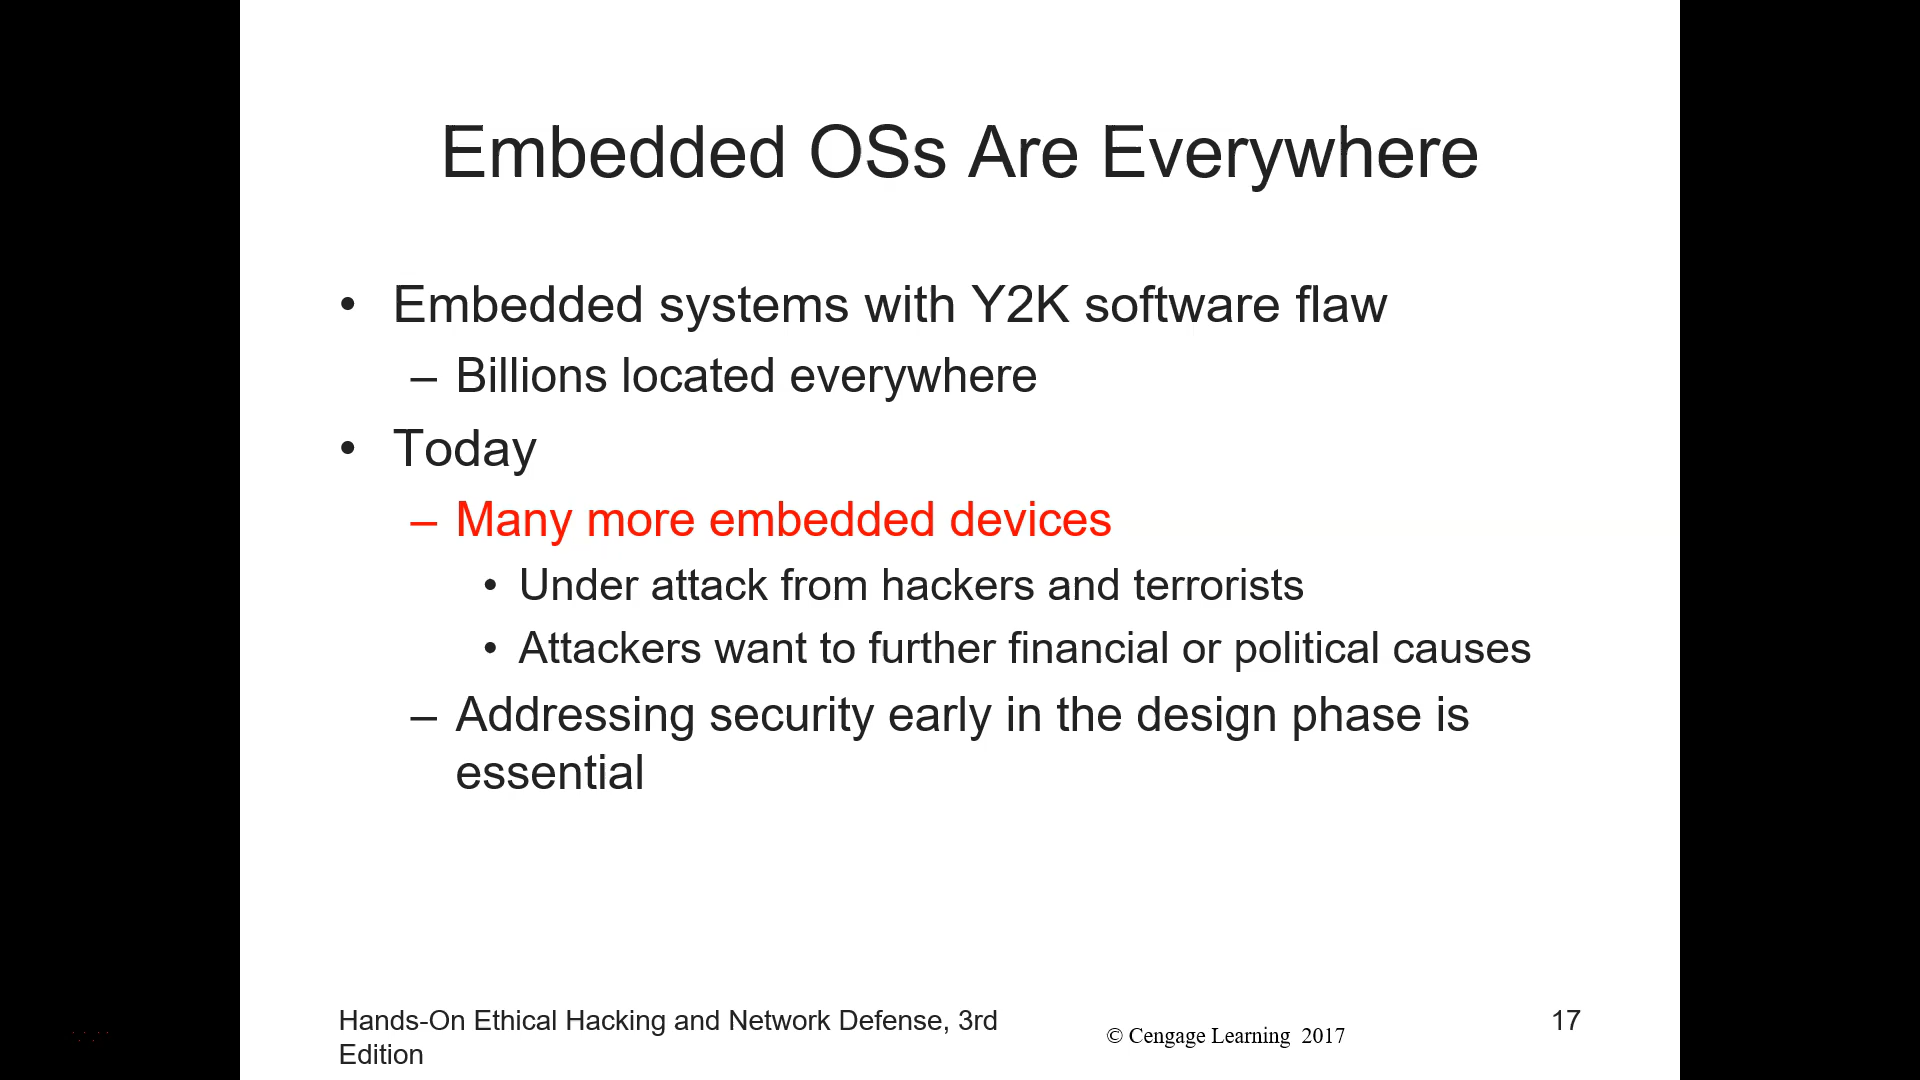 Embedded OSs Are Everywhere
• Embedded systems with Y2K software flaw
– Billions located everywhere
• Today
– Many more embedded devices
• Under attack from hackers and terrorists
• Attackers want to further financial or political causes
– Addressing security early in the design phase is
essential
Hands-On Ethical Hacking and Network Defense, 3rd
Edition
© Cengage Learning 2017
17